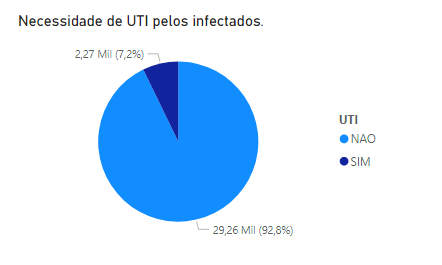 Necessidade de UTI pelos infectados.
2,27 Mil (7,2%)
UTI
NAO
SIM
29,26 Mil (92,8%)